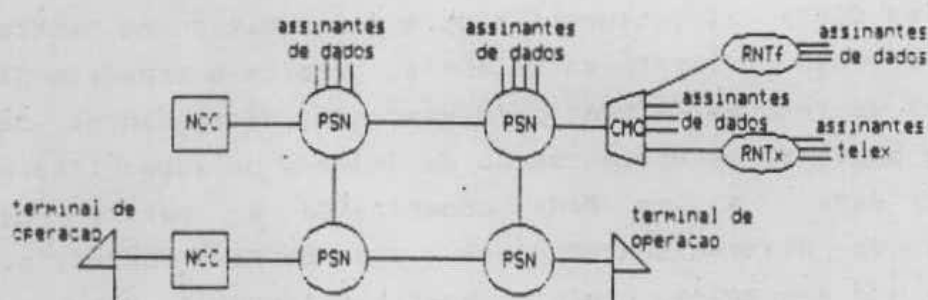 assinantes
de dados
assinantes
de dados
RNTf
assinantes
de dados
NCC
PSN
PSN
CMO
assinantes
de dados
RNTx
assinantes
telex
terminal de
operacao
NCC
PSN
PSN
terminal de
operacao